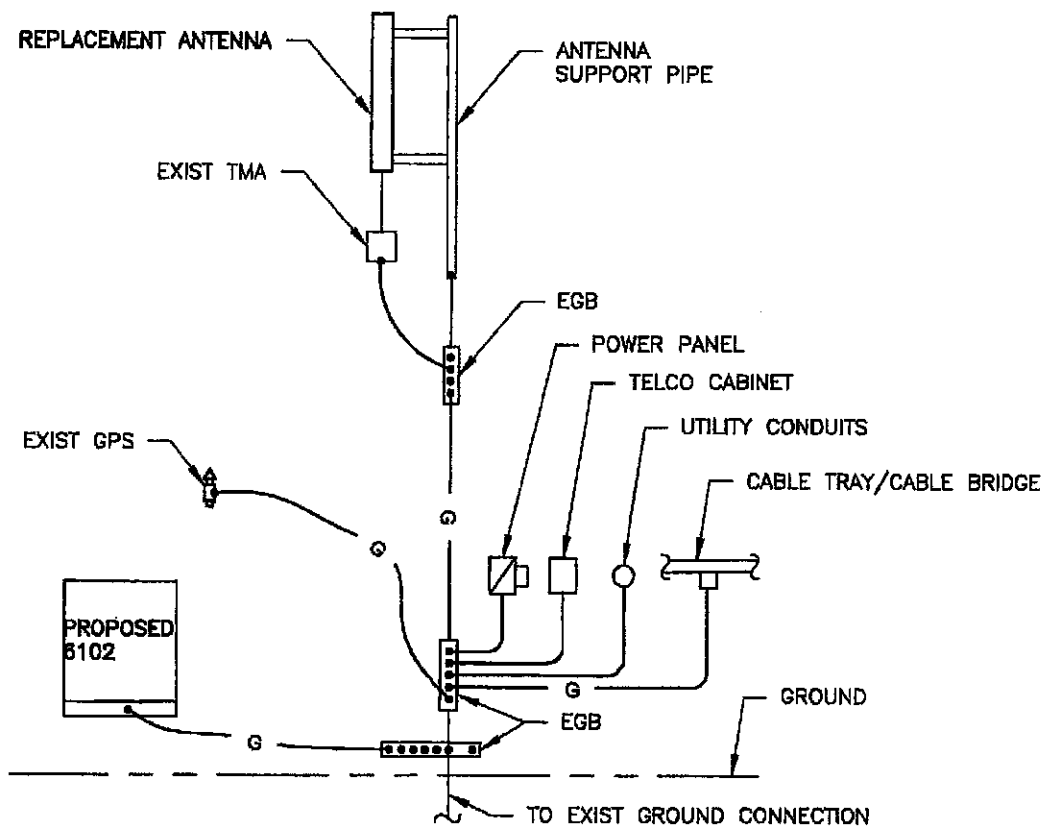 REPLACEMENT ANTENNA
ANTENNA
SUPPORT PIPE
EXIST TMA
EGB
POWER PANEL
TELCO CABINET
UTILITY CONDUITS
EXIST GPS
CABLE TRAY/CABLE BRIDGE
G
G
PROPOSED
6102
G
GROUND
EGB
G
TO EXIST GROUND CONNECTION